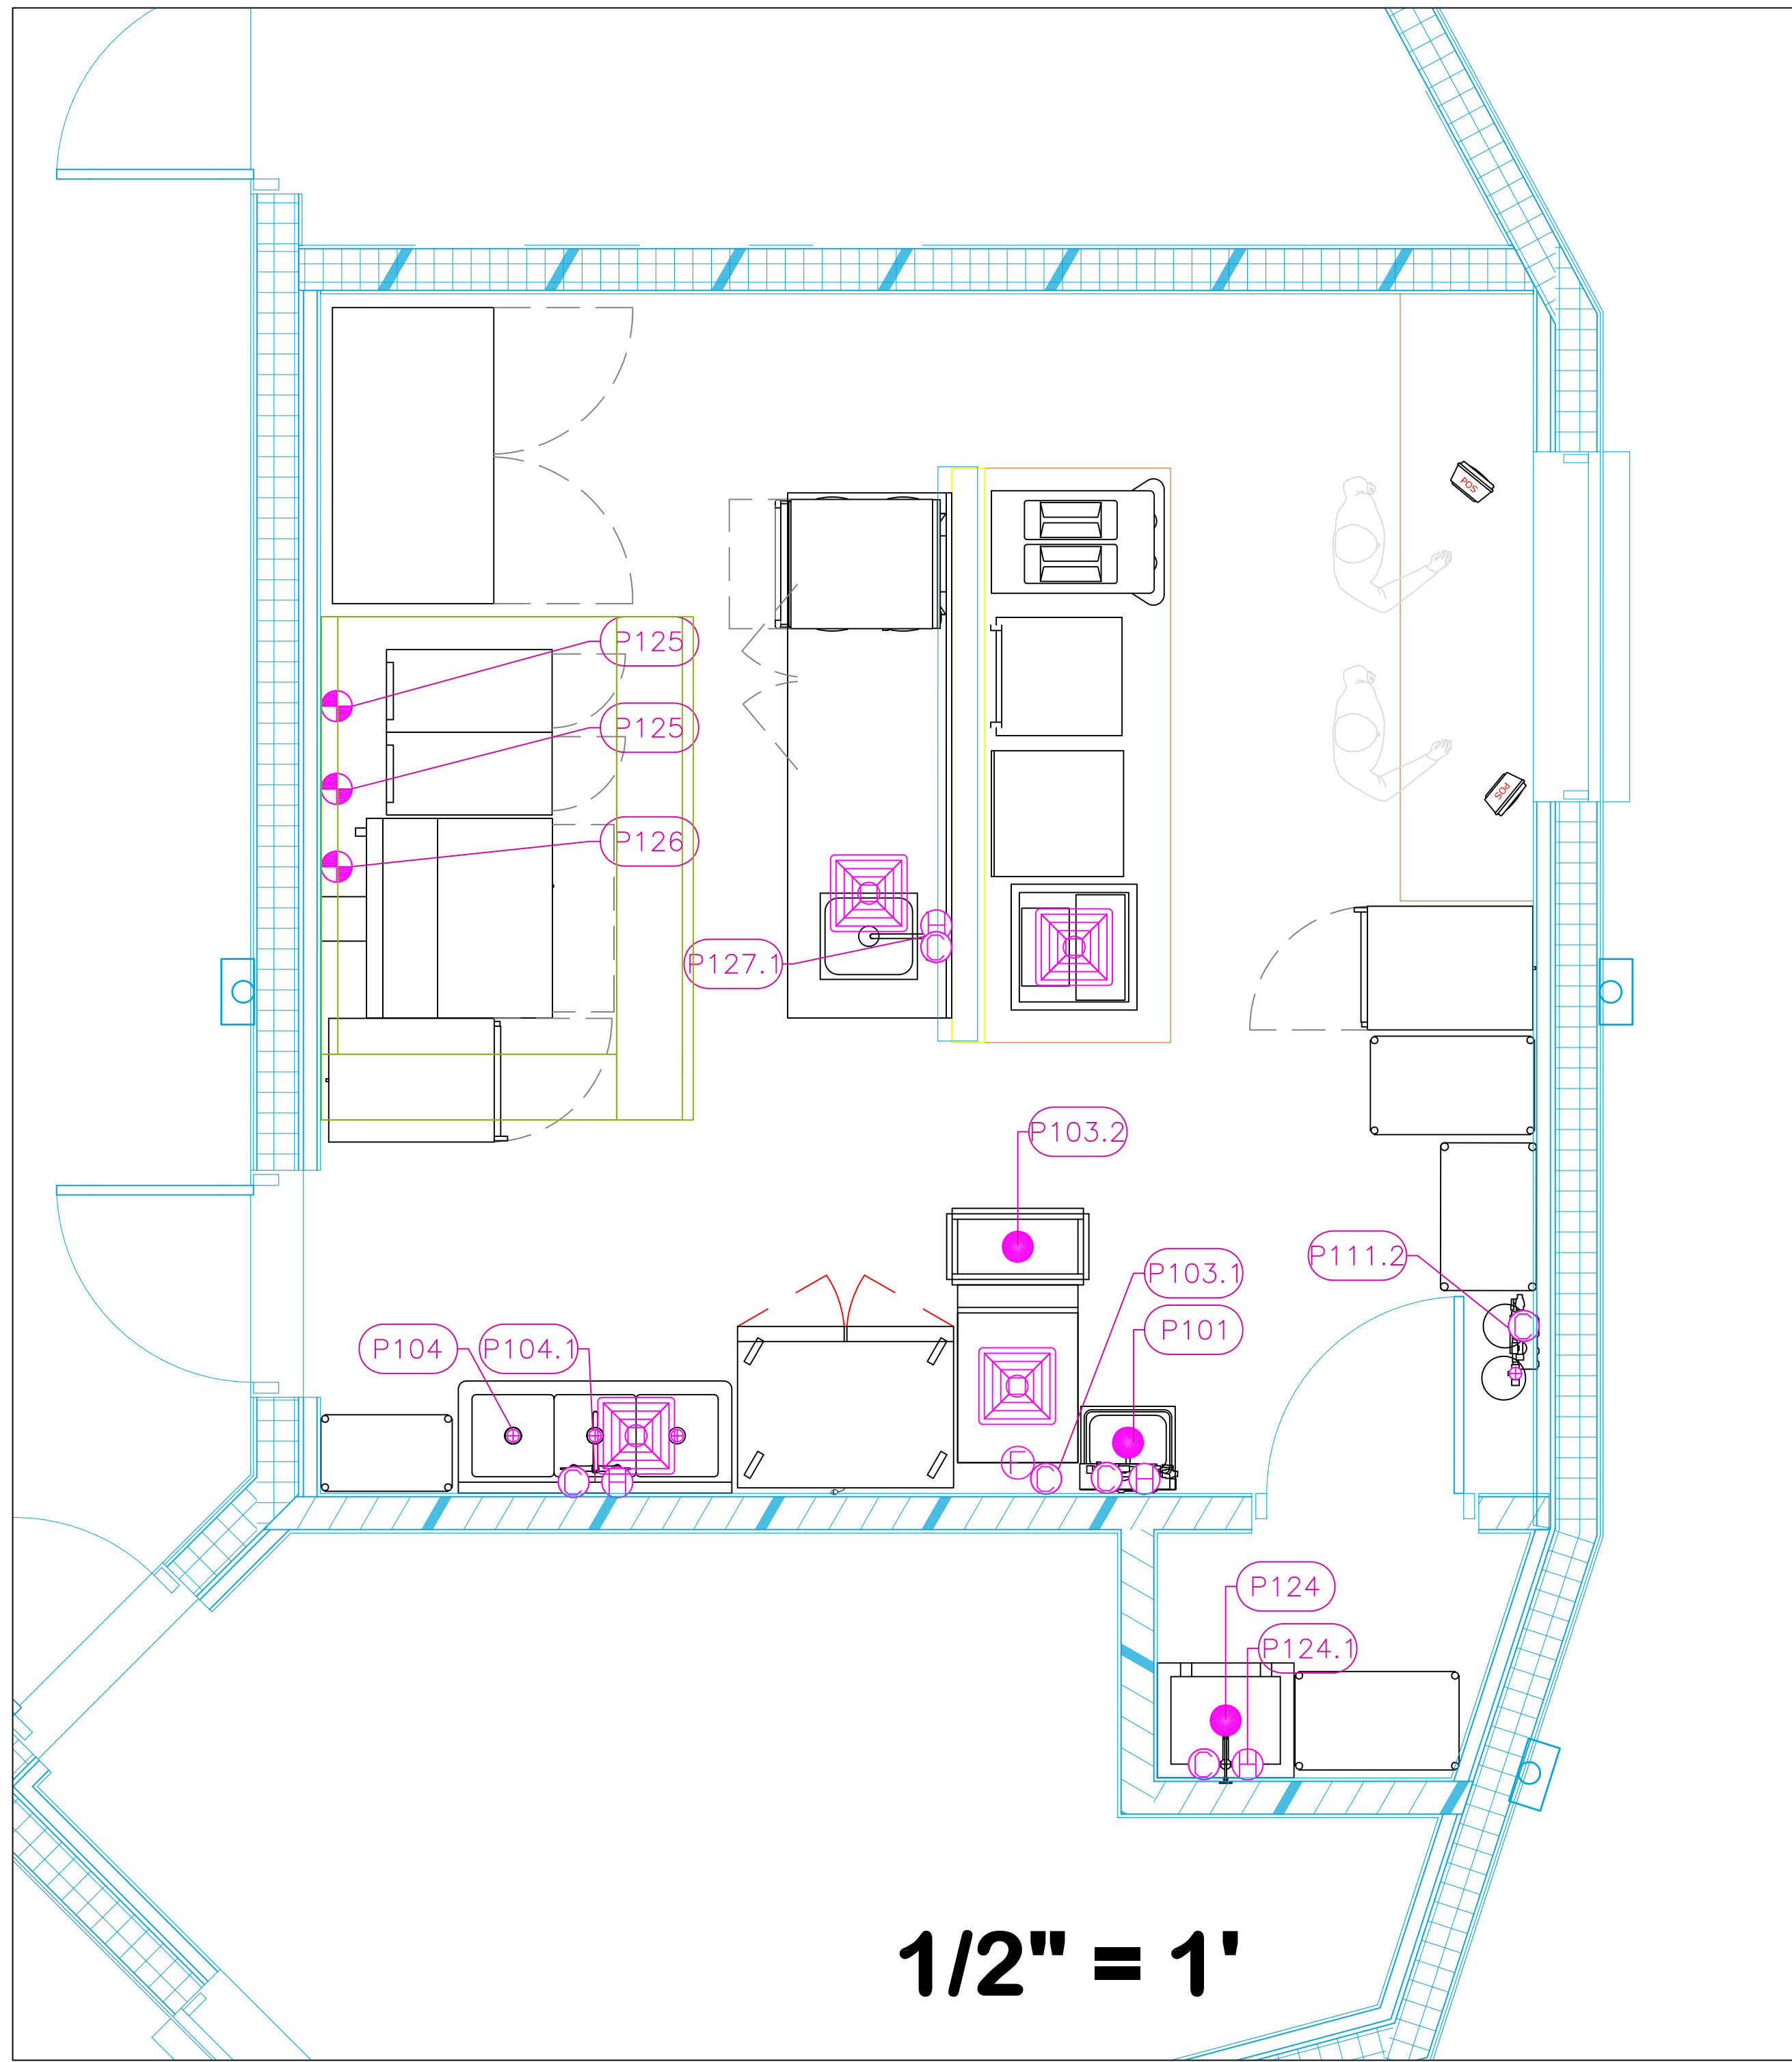 POS
P125
P125
POS
P126
H
P127.1
C
P103.2
P111.2
P103.1
C
P101
P104
P104.1
F
C
H
C
C
H
P124
P124.1
C
H
1/2" = 1'